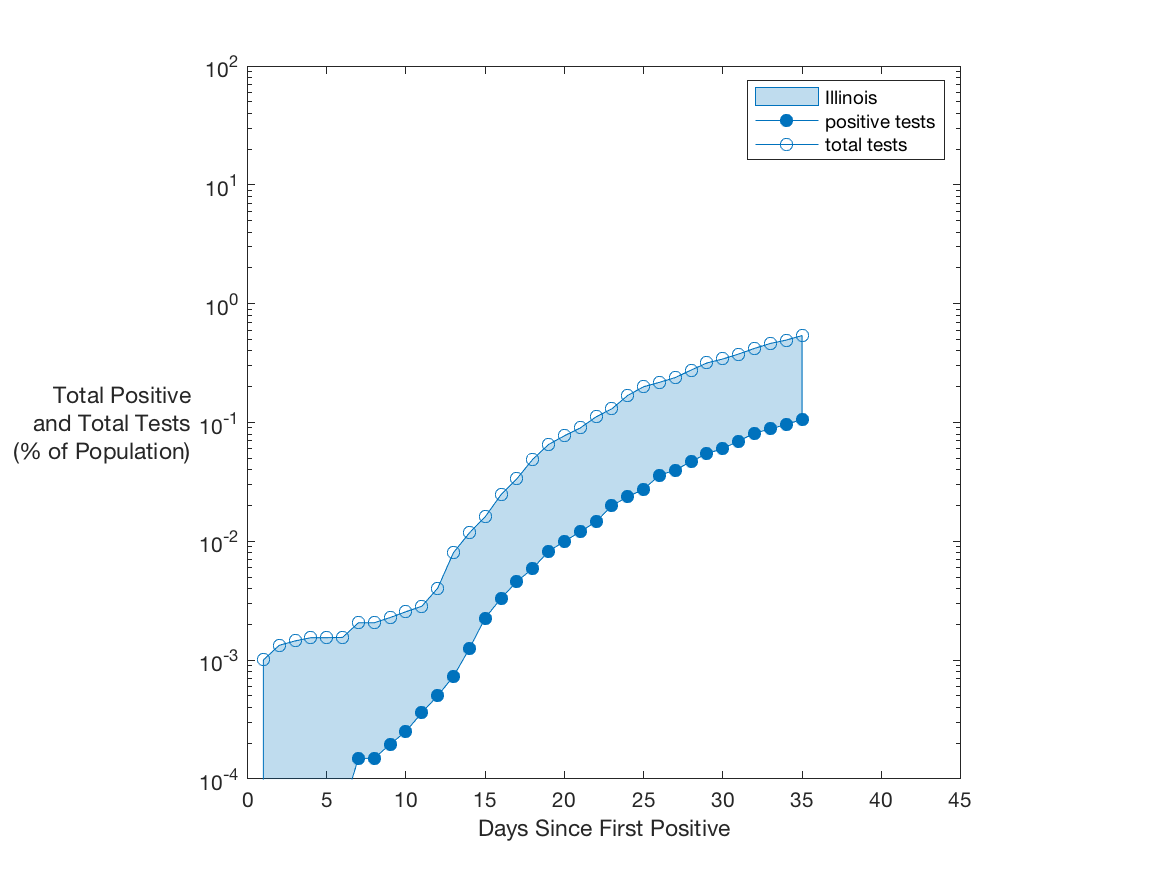 10^2
10^1
10^0
10^-1
10^-2
10^-3
10^-4
Total Positive
and Total Tests
(% of Population)
Illinois
positive tests
total tests
0 5 10 15 20 25 30 35 40 45
Days Since First Positive